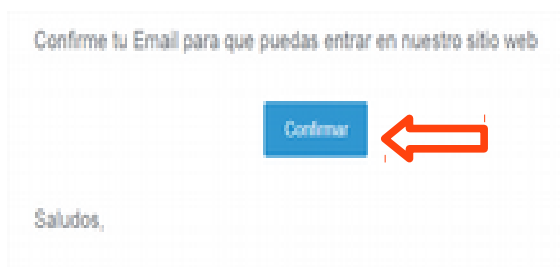 Confirme tu Email para que puedas entrar en nuestro sitio web
Confirmar
Saludos,